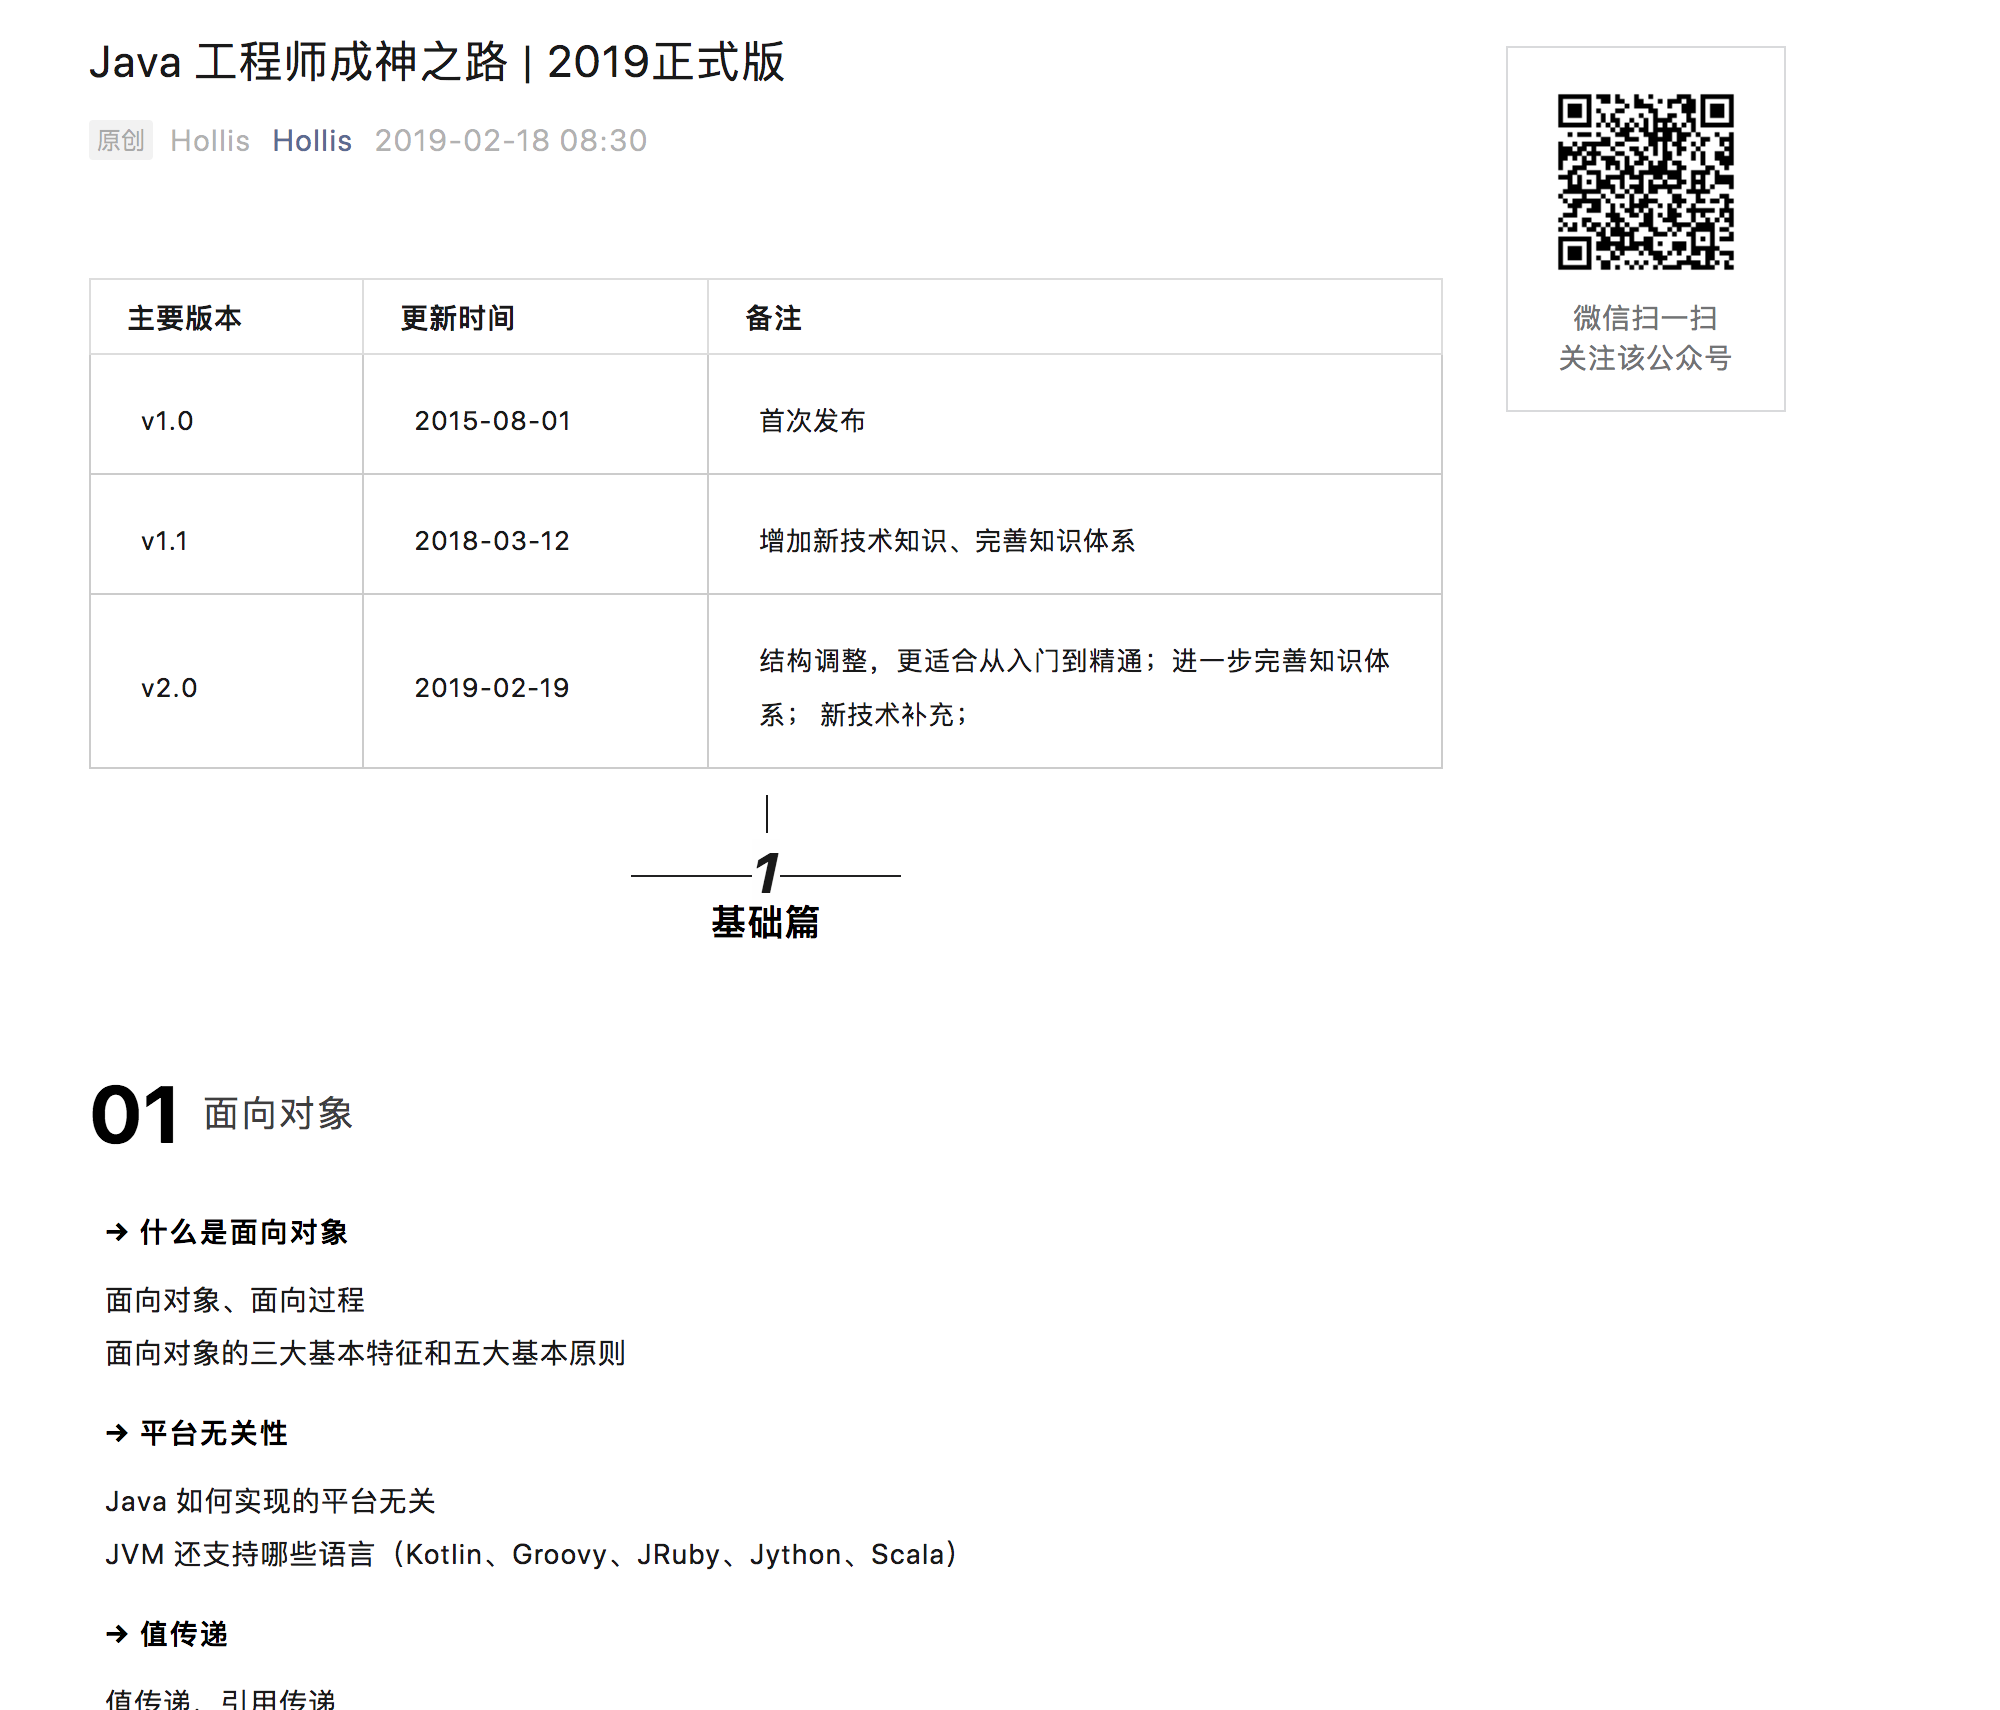 Java 工程师成神之路 | 2019正式版
原创 Hollis Hollis 2019-02-18 08:30
微信扫一扫
关注该公众号
主要版本 更新时间 备注
v1.0 2015-08-01 首次发布
v1.1 2018-03-12 增加新技术知识、完善知识体系
v2.0 2019-02-19 结构调整，更适合从入门到精通；进一步完善知识体
系； 新技术补充；
1
基础篇
01 面向对象
→ 什么是面向对象
面向对象、面向过程
面向对象的三大基本特征和五大基本原则
→ 平台无关性
Java 如何实现的平台无关
JVM 还支持哪些语言（Kotlin、Groovy、JRuby、Jython、Scala）
→ 值传递
值传递、引用传递